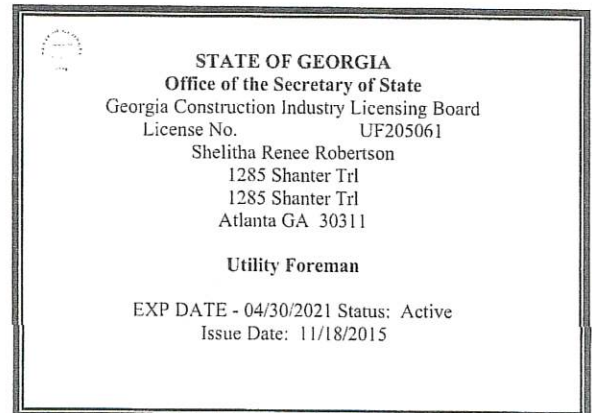 STATE OF GEORGIA
Office of the Secretary of State
Georgia Construction Industry Licensing Board
License No. UF205061
Shelitha Renee Robertson
1285 Shanter Trl
1285 Shanter Trl
Atlanta GA 30311
Utility Foreman
EXP DATE - 04/30/2021 Status: Active
Issue Date: 11/18/2015